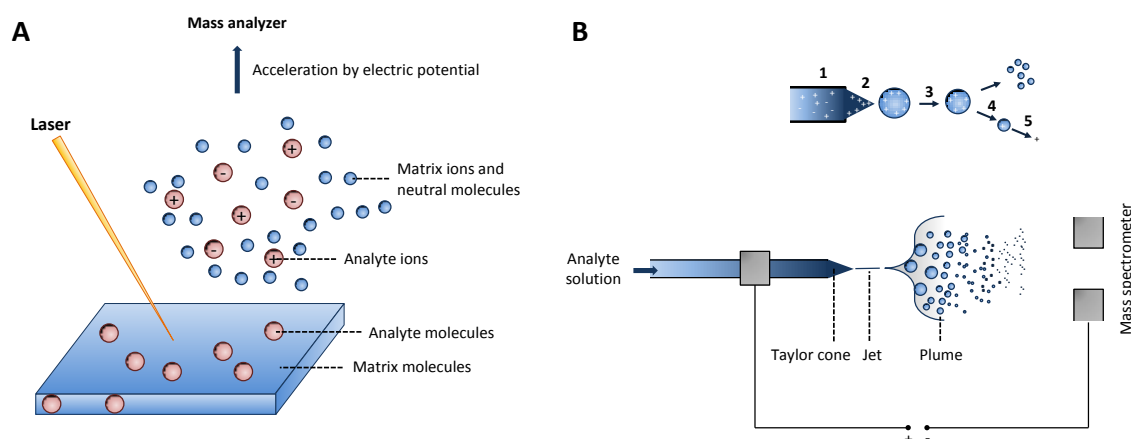 A
Mass analyzer
Acceleration by electric potential
Laser
+
-
+
-
+
-
+
Matrix ions and
neutral molecules
Analyte ions
Analyte molecules
Matrix molecules
B
1
2
3
4
5
+
Analyte
solution
Taylor cone
Jet
Plume
Mass spectrometer
+ -